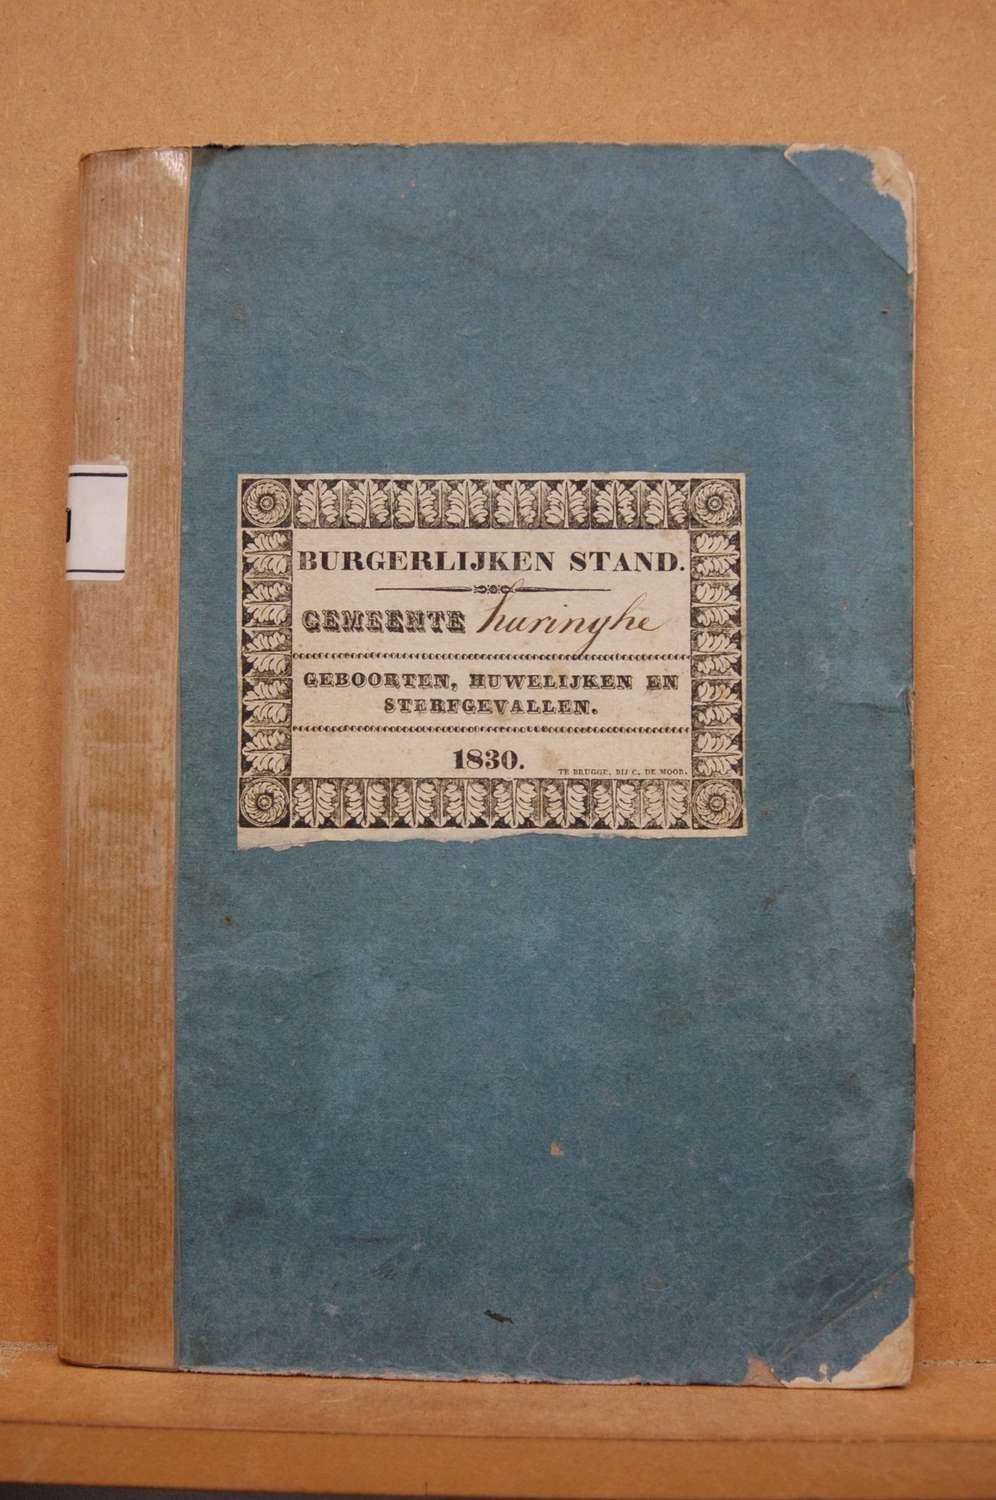 BURGERLIJKEN STAND.
GEMEENTE haringhe
GEBOORTEN, HUWELIJKEN EN
STERFGEVALLEN.
1830.
TE BRUGGE, BIJ C. DE MOOR.